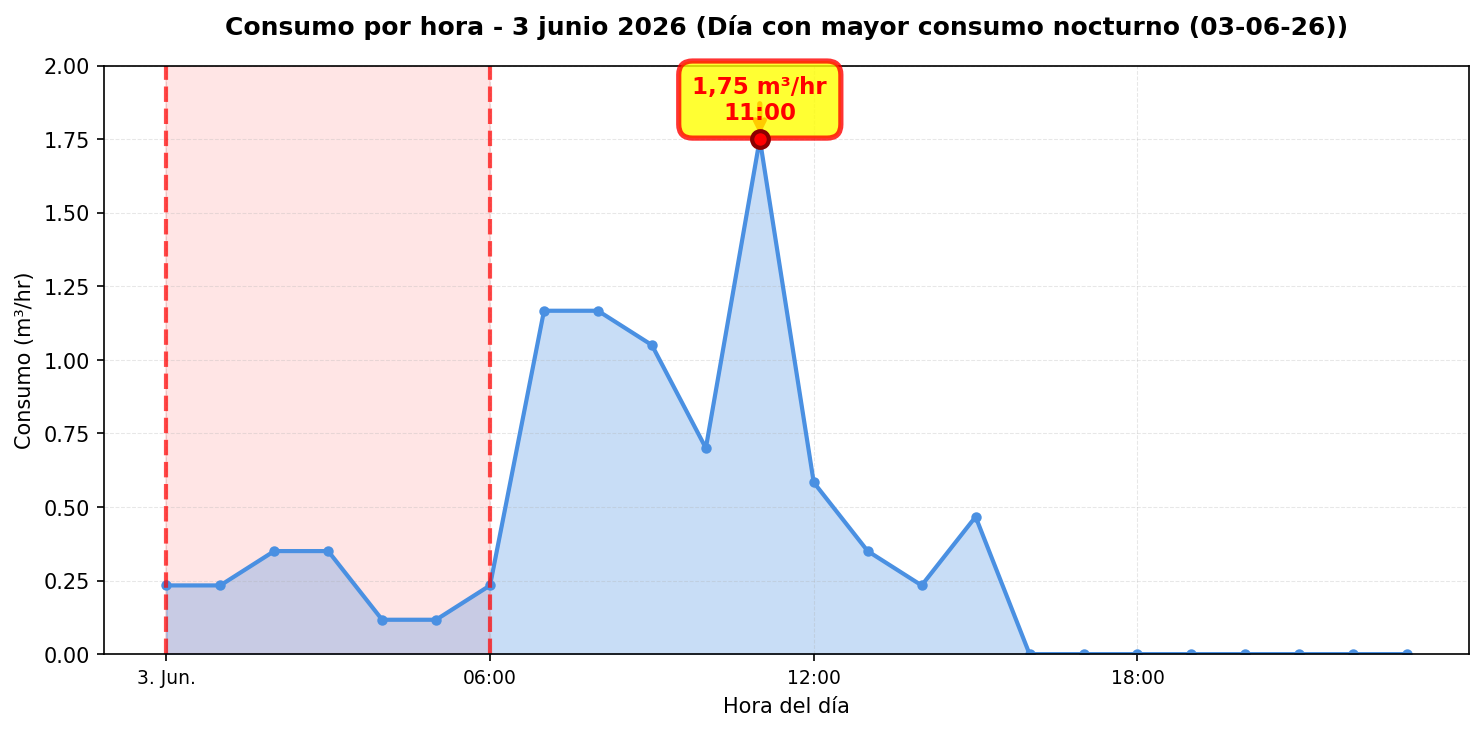 Consumo por hora - 3 junio 2026 (Día con mayor consumo nocturno (03-06-26))
1,75 m³/hr
11:00
2.00
1.75
1.50
1.25
1.00
0.75
0.50
0.25
0.00
Consumo (m³/hr)
3. Jun.
06:00
12:00
18:00
Hora del día